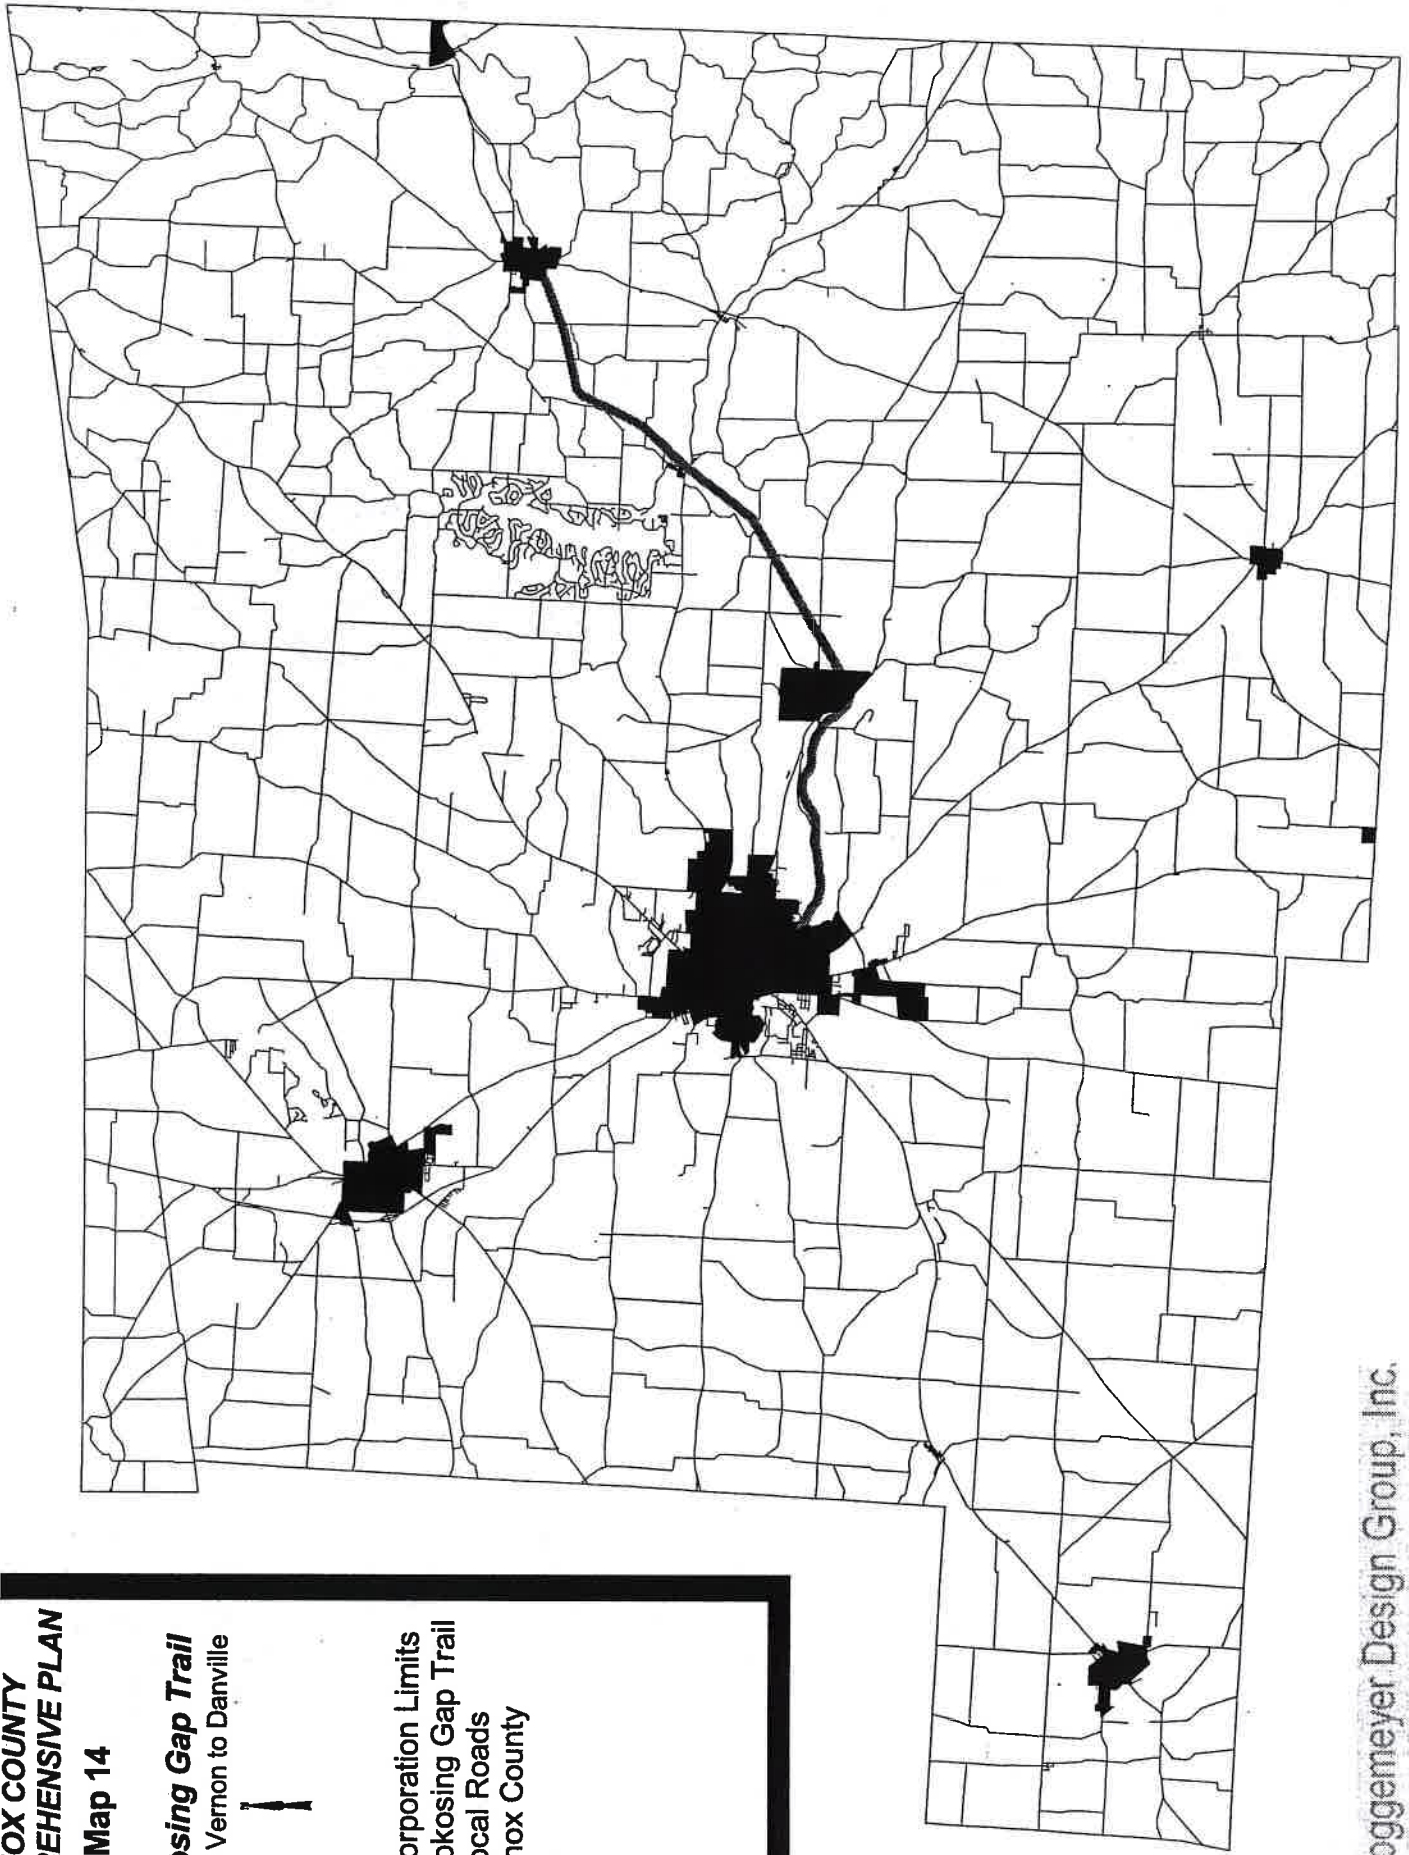 OX COUNTY
EHENSIVE PLAN
Map 14
sing Gap Trail
Vernon to Danville
orporation Limits
okosing Gap Trail
ocal Roads
nox County
oggemeyer Design Group, Inc.